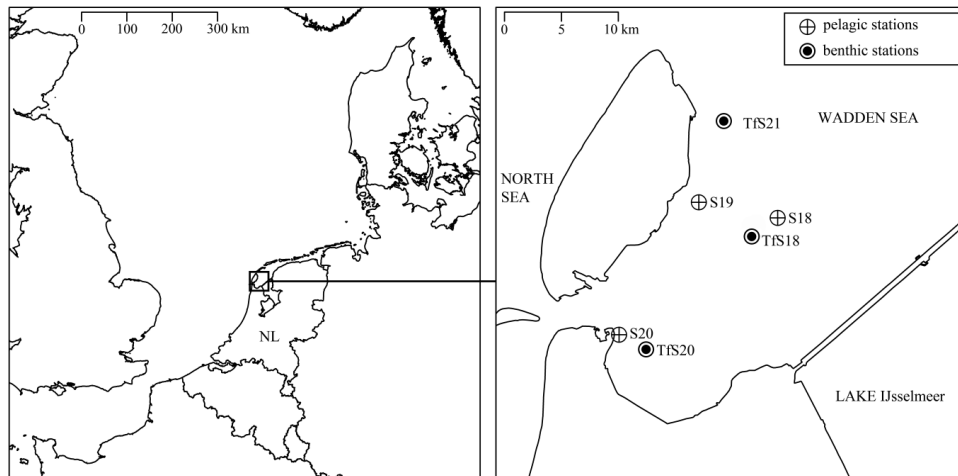 0 100 200 300 km
NL
0 5 10 km
pelagic stations
benthic stations
TfS21
WADDEN SEA
NORTH
SEA
S19
S18
TfS18
S20
TfS20
LAKE IJsselmeer